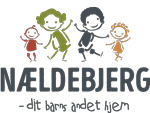 NÆLDEBJERG
- dit barns andet hjem